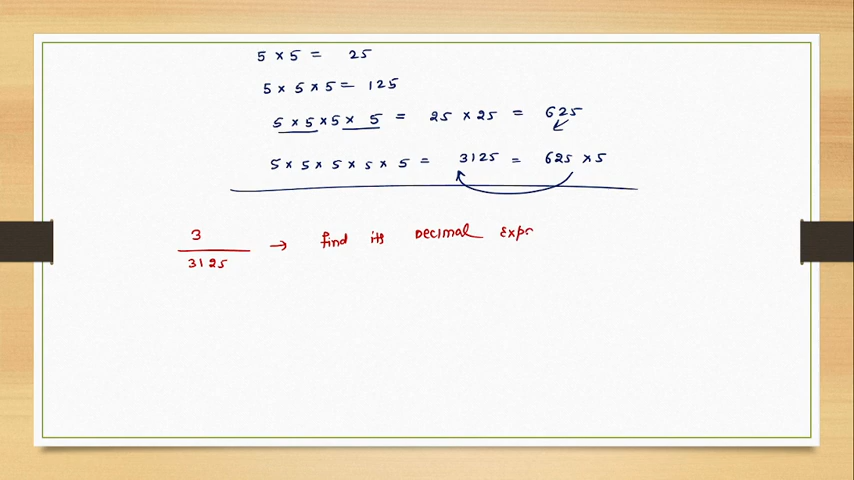 5 × 5 = 25
5 × 5 × 5 = 125
5 × 5 × 5 × 5 = 25 × 25 = 625
5 × 5 × 5 × 5 × 5 = 3125 = 625 × 5
3
3125
→ find its Decimal Expr